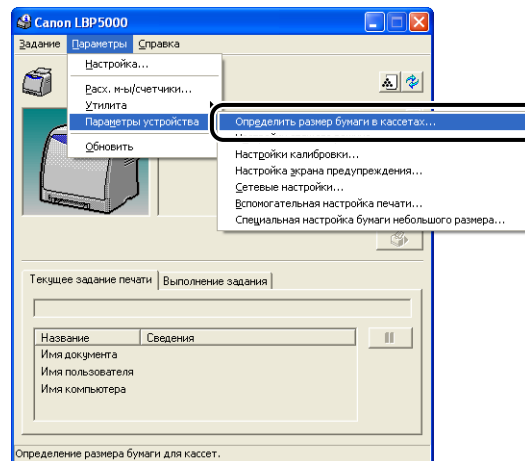 Canon LBP5000
Задание Параметры Справка
Настройка...
Расх. м-ы/счетчики...
Утилита
Параметры устройства
Обновить
Определить размер бумаги в кассетах...
Настройки калибровки...
Настройка экрана предупреждения...
Сетевые настройки...
Вспомогательная настройка печати...
Специальная настройка бумаги небольшого размера...
Текущее задание печати Выполнение задания
Название Сведения
Имя документа
Имя пользователя
Имя компьютера
Определение размера бумаги для кассет.